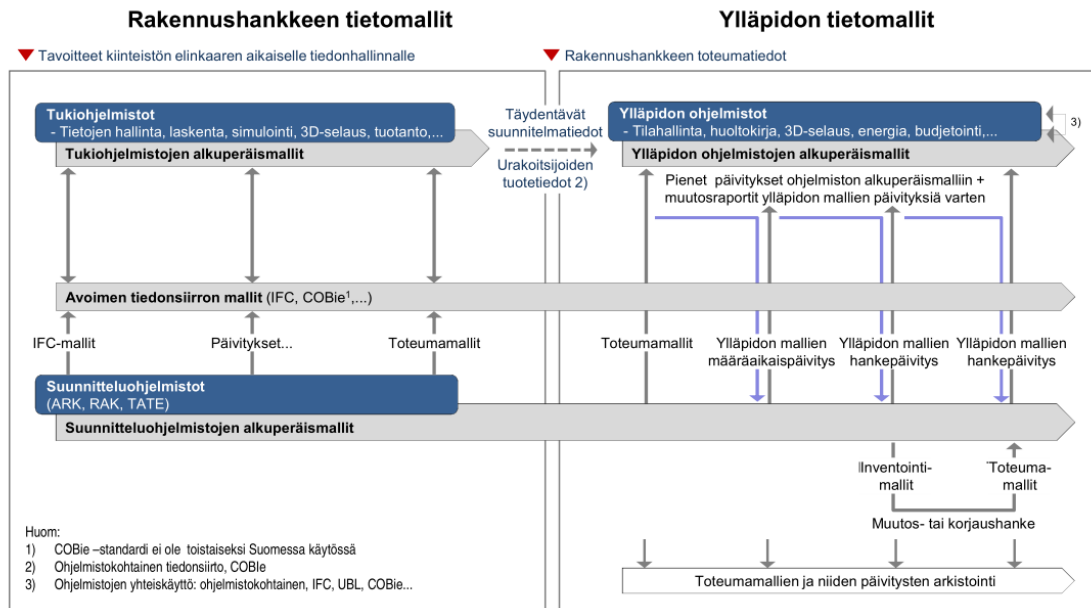 Rakennushankkeen tietomallit
Ylläpidon tietomallit
Tavoitteet kiinteistön elinkaaren aikaiselle tiedonhallinnalle
Rakennushankkeen toteumatiedot
Tukiohjelmistot
- Tietojen hallinta, laskenta, simulointi, 3D-selaus, tuotanto,...
Tukiohjelmistojen alkuperäismallit
Täydentävät
suunnitelmatiedot
Urakoitsijoiden
tuotetiedot 2)
Ylläpidon ohjelmistot
- Tilahallinta, huoltokirja, 3D-selaus, energia, budjetointi,...
3)
Ylläpidon ohjelmistojen alkuperäismallit
Pienet päivitykset ohjelmiston alkuperäismalliin +
muutosraportit ylläpidon mallien päivityksiä varten
Avoimen tiedonsiirron mallit (IFC, COBie¹,...)
IFC-mallit
Päivitykset...
Toteumamallit
Toteumamallit
Ylläpidon mallien
määräaikaispäivitys
Ylläpidon mallien
hankepäivitys
Ylläpidon mallien
hankepäivitys
Suunnitteluohjelmistot
(ARK, RAK, TATE)
Suunnitteluohjelmistojen alkuperäismallit
Inventointi-
mallit
Toteuma-
mallit
Muutos- tai korjaushanke
Huom:
1) COBie –standardi ei ole toistaiseksi Suomessa käytössä
2) Ohjelmistokohtainen tiedonsiirto, COBIe
3) Ohjelmistojen yhteiskäyttö: ohjelmistokohtainen, IFC, UBL, COBie...
Toteumamallien ja niiden päivitysten arkistointi